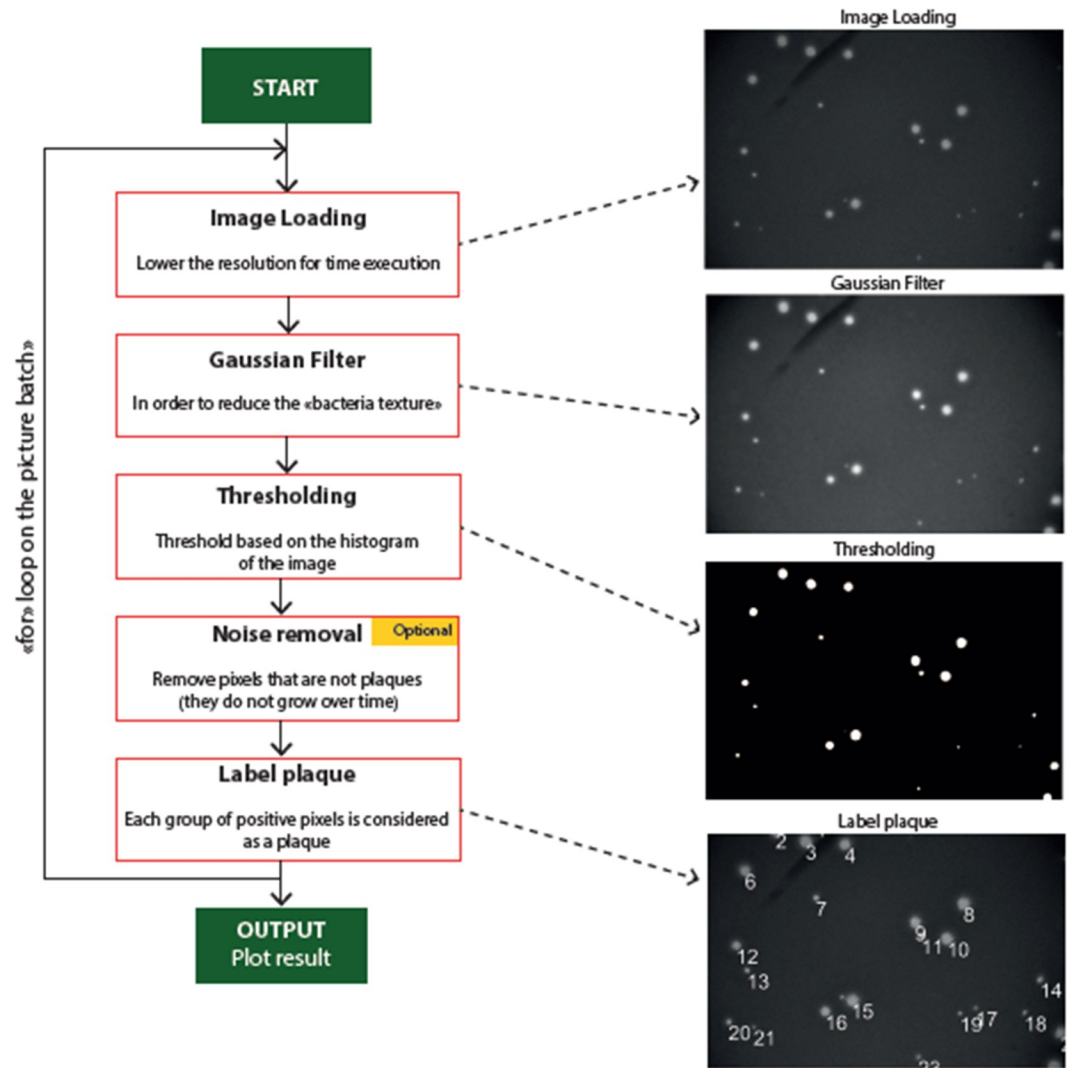 START
«for» loop on the picture batch»
Image Loading
Lower the resolution for time execution
Gaussian Filter
In order to reduce the «bacteria texture»
Thresholding
Threshold based on the histogram
of the image
Noise removal
Optional
Remove pixels that are not plaques
(they do not grow over time)
Label plaque
Each group of positive pixels is considered
as a plaque
OUTPUT
Plot result
Image Loading
Gaussian Filter
Thresholding
Label plaque
2
3
4
6
7
8
9
11
10
12
13
14
15
16
19
17
18
20
21
23